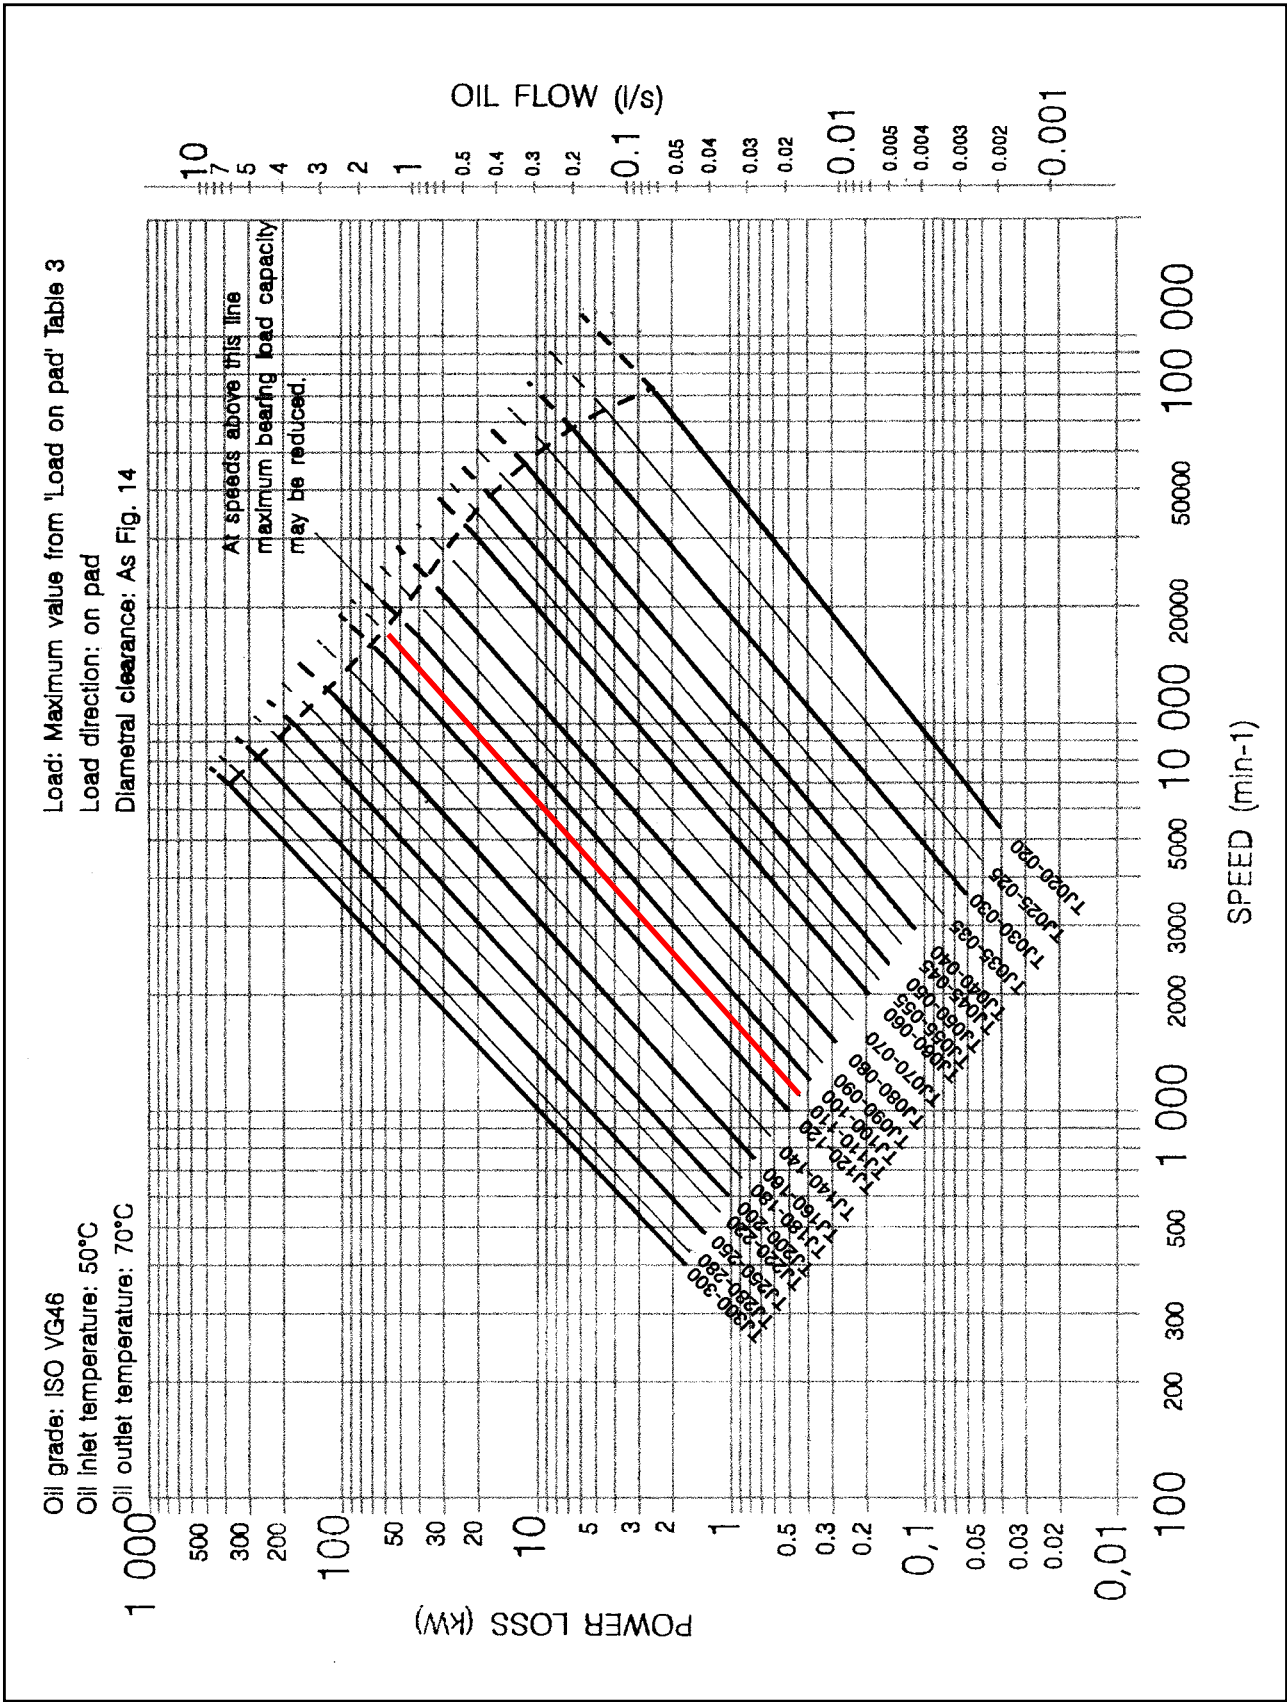 Oil grade: ISO VG46
Oil inlet temperature: 50°C
Oil outlet temperature: 70°C
Load: Maximum value from 'Load on pad' Table 3
Load direction: on pad
Diametral clearance: As Fig. 14
POWER LOSS (kW)
1 000
500
300
200
100
50
30
20
10
5
3
2
1
0.5
0.3
0.2
0,1
0.05
0.03
0.02
0,01
At speeds above this line
maximum bearing load capacity
may be reduced.
OIL FLOW (l/s)
10
7
5
4
3
2
1
0.5
0.4
0.3
0.2
0.1
0.05
0.04
0.03
0.02
0.01
0.005
0.004
0.003
0.002
0.001
TJ300-300
TJ280-280
TJ250-250
TJ220-220
TJ200-200
TJ180-180
TJ160-160
TJ140-140
TJ120-120
TJ110-110
TJ100-100
TJ090-090
TJ080-080
TJ070-070
TJ060-060
TJ055-055
TJ050-050
TJ045-045
TJ040-040
TJ035-035
TJ030-030
TJ025-025
TJ020-020
100
200
300
500
1 000
2000
3000
5000
10 000
20000
50000
100 000
SPEED (min-1)